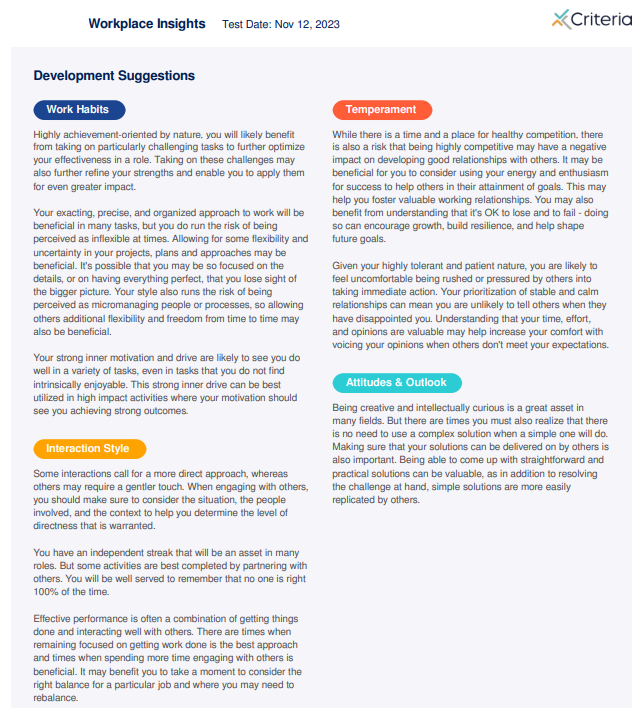 Workplace Insights Test Date: Nov 12, 2023
Criteria
Development Suggestions
Work Habits
Highly achievement-oriented by nature, you will likely benefit
from taking on particularly challenging tasks to further optimize
your effectiveness in a role. Taking on these challenges may
also further refine your strengths and enable you to apply them
for even greater impact.
Your exacting, precise, and organized approach to work will be
beneficial in many tasks, but you do run the risk of being
perceived as inflexible at times. Allowing for some flexibility and
uncertainty in your projects, plans and approaches may be
beneficial. It's possible that you may be so focused on the
details, or on having everything perfect, that you lose sight of
the bigger picture. Your style also runs the risk of being
perceived as micromanaging people or processes, so allowing
others additional flexibility and freedom from time to time may
also be beneficial.
Your strong inner motivation and drive are likely to see you do
well in a variety of tasks, even in tasks that you do not find
intrinsically enjoyable. This strong inner drive can be best
utilized in high impact activities where your motivation should
see you achieving strong outcomes.
Interaction Style
Some interactions call for a more direct approach, whereas
others may require a gentler touch. When engaging with others,
you should make sure to consider the situation, the people
involved, and the context to help you determine the level of
directness that is warranted.
You have an independent streak that will be an asset in many
roles. But some activities are best completed by partnering with
others. You will be well served to remember that no one is right
100% of the time.
Effective performance is often a combination of getting things
done and interacting well with others. There are times when
remaining focused on getting work done is the best approach
and times when spending more time engaging with others is
beneficial. It may benefit you to take a moment to consider the
right balance for a particular job and where you may need to
rebalance.
Temperament
While there is a time and a place for healthy competition, there
is also a risk that being highly competitive may have a negative
impact on developing good relationships with others. It may be
beneficial for you to consider using your energy and enthusiasm
for success to help others in their attainment of goals. This may
help you foster valuable working relationships. You may also
benefit from understanding that it's OK to lose and to fail - doing
so can encourage growth, build resilience, and help shape
future goals.
Given your highly tolerant and patient nature, you are likely to
feel uncomfortable being rushed or pressured by others into
taking immediate action. Your prioritization of stable and calm
relationships can mean you are unlikely to tell others when they
have disappointed you. Understanding that your time, effort,
and opinions are valuable may help increase your comfort with
voicing your opinions when others don't meet your expectations.
Attitudes & Outlook
Being creative and intellectually curious is a great asset in
many fields. But there are times you must also realize that there
is no need to use a complex solution when a simple one will do.
Making sure that your solutions can be delivered on by others is
also important. Being able to come up with straightforward and
practical solutions can be valuable, as in addition to resolving
the challenge at hand, simple solutions are more easily
replicated by others.